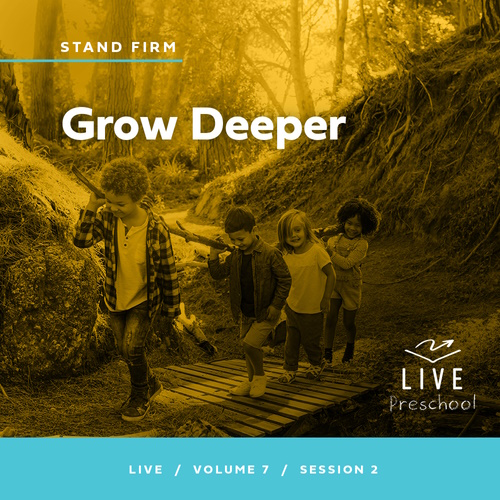 STAND FIRM
Grow Deeper
LIVE
Preschool
LIVE / VOLUME 7 / SESSION 2